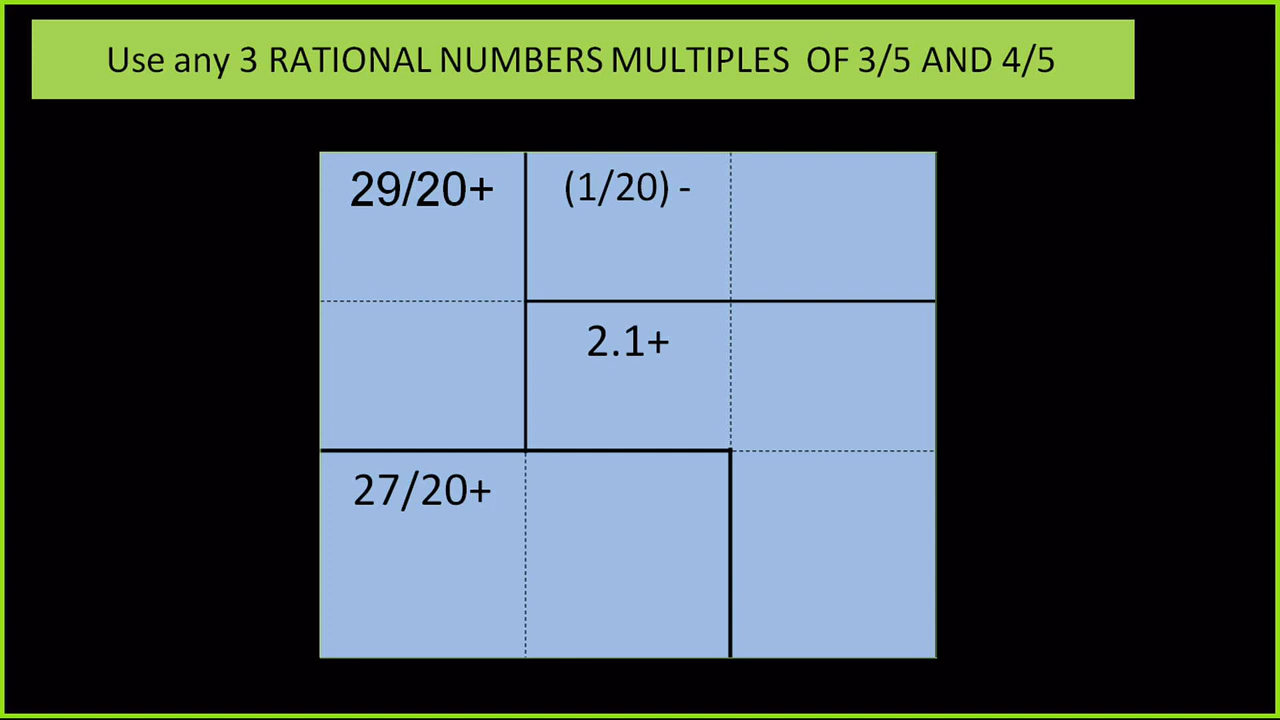 Use any 3 RATIONAL NUMBERS MULTIPLES OF 3/5 AND 4/5
29/20+ (1/20) -
2.1+
27/20+